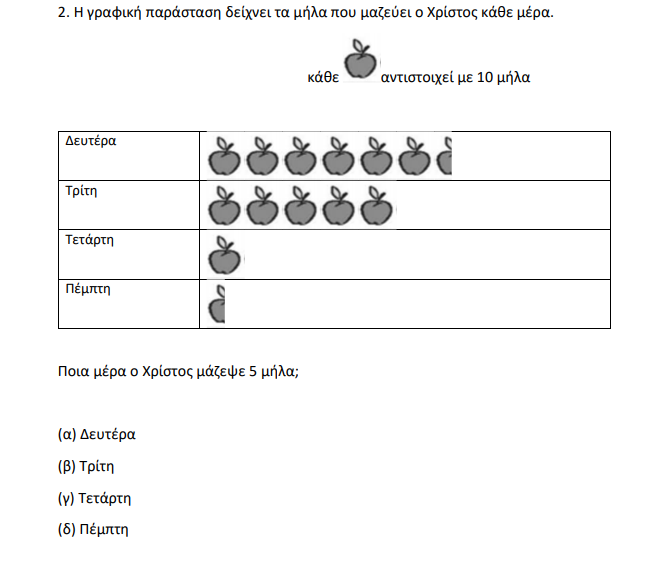 2. Η γραφική παράσταση δείχνει τα μήλα που μαζεύει ο Χρίστος κάθε μέρα.
κάθε αντιστοιχεί με 10 μήλα
Δευτέρα
Τρίτη
Τετάρτη
Πέμπτη
Ποια μέρα ο Χρίστος μάζεψε 5 μήλα;
(α) Δευτέρα
(β) Τρίτη
(γ) Τετάρτη
(δ) Πέμπτη